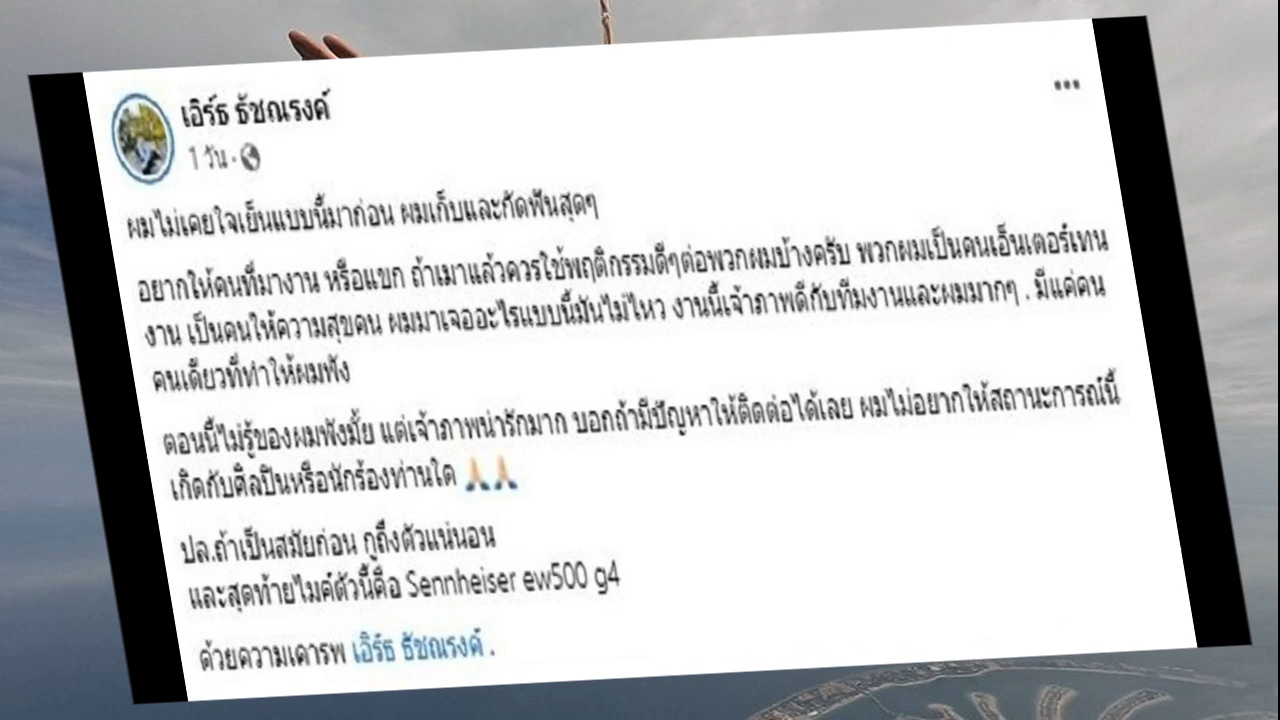 เอิร์ธ ธัชณรงค์
1 วัน ·
ผมไม่เคยใจเย็นแบบนี้มาก่อน ผมเก็บและกัดฟันสุดๆ
อยากให้คนที่มางาน หรือแขก ถ้าเมาแล้วควรใช้พฤติกรรมดีๆต่อพวกผมบ้างครับ พวกผมเป็นคนเอ็นเตอร์เทน
งาน เป็นคนให้ความสุขคน ผมมาเจออะไรแบบนี้มันไม่ไหว งานนี้เจ้าภาพดีกับทีมงานและผมมากๆ . มีแค่คน
คนเดียวที่ทำให้ผมพัง
ตอนนี้ไม่รู้ของผมพังมั้ย แต่เจ้าภาพน่ารักมาก บอกถ้ามีปัญหาให้ติดต่อได้เลย ผมไม่อยากให้สถานะการณ์นี้
เกิดกับศิลปินหรือนักร้องท่านใด 🙏🏻🙏🏻
ปล.ถ้าเป็นสมัยก่อน กูถึงตัวแน่นอน
และสุดท้ายไมค์ตัวนี้คือ Sennheiser ew500 g4
ด้วยความเคารพ เอิร์ธ ธัชณรงค์ .